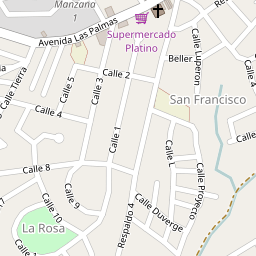 Manzana
1
Avenida Las Palmas
Supermercado
Platino
Beller
Calle Luperon
Calle Tierra
Calle 5
Calle 3
Calle 2
San Francisco
Calle 4
Calle 1
Calle L
Calle 8
Calle Proyecto
Calle 9
Calle 10
La Rosa
Respaldo 4
Calle Duverge